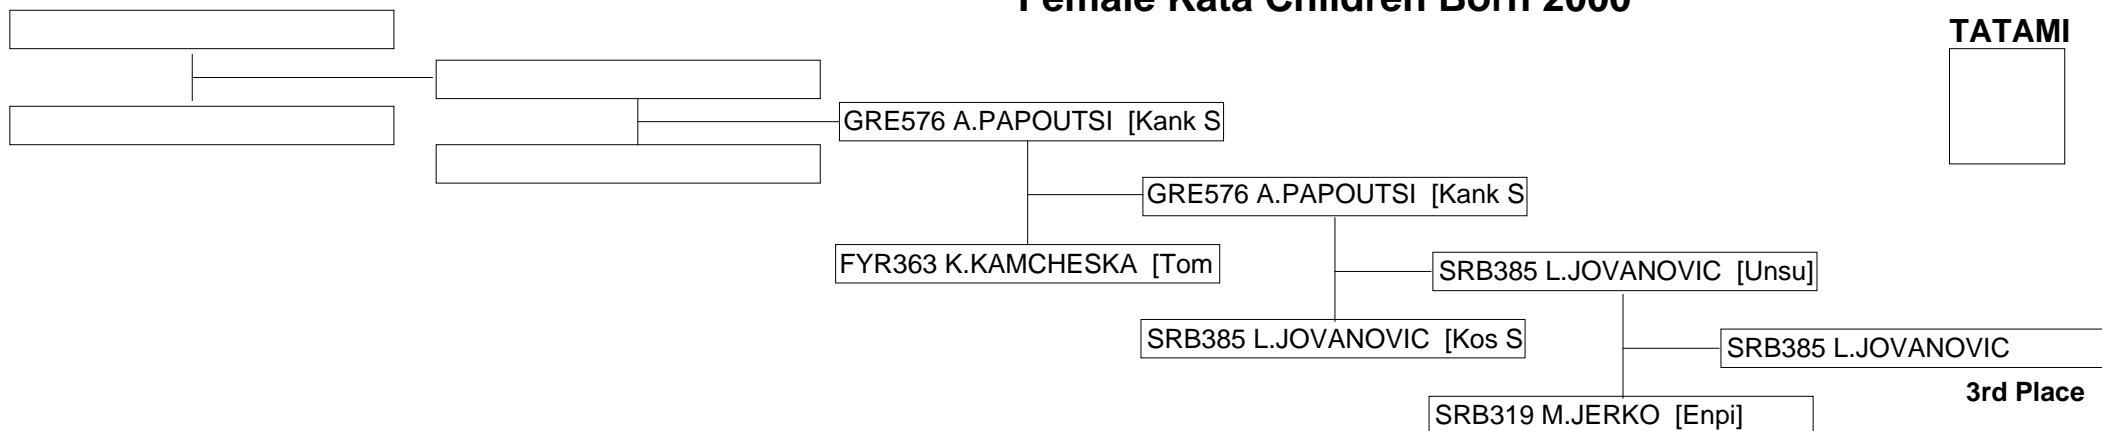 Female Kata Children Born 2000
TATAMI
GRE576 A.PAPOUTSI [Kank S
GRE576 A.PAPOUTSI [Kank S
FYR363 K.KAMCHESKA [Tom
SRB385 L.JOVANOVIC [Unsu]
SRB385 L.JOVANOVIC [Kos S
SRB385 L.JOVANOVIC
3rd Place
SRB319 M.JERKO [Enpi]